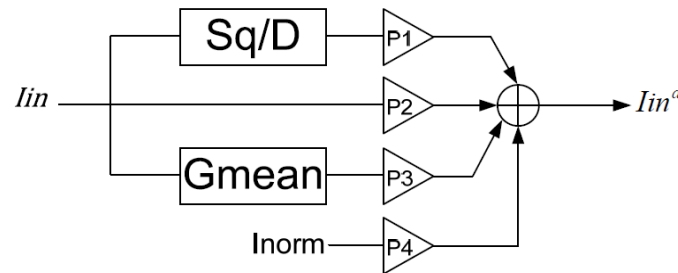 Sq/D P1
Iin P2 Iin^α
Gmean P3
Inorm P4